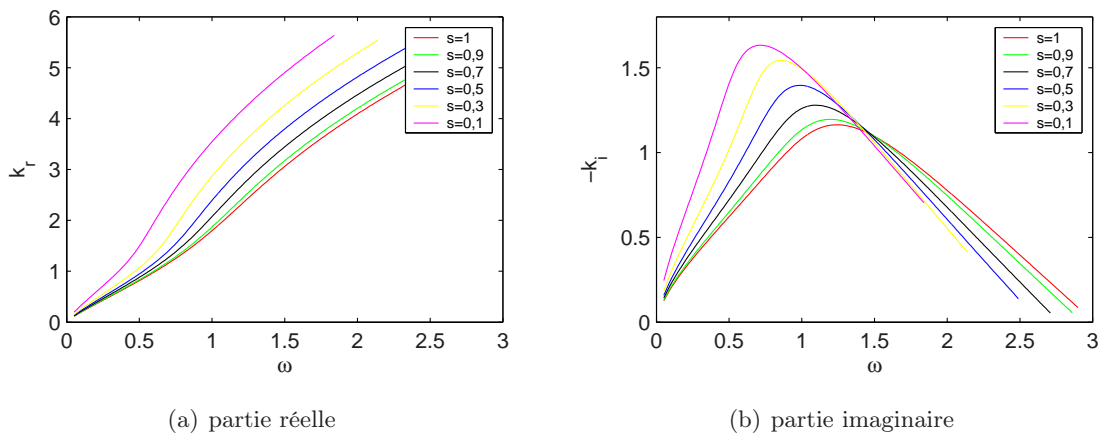 6
5
4
3
2
1
0
0
0.5
1
1.5
2
2.5
3
k_r
ω
s=1
s=0,9
s=0,7
s=0,5
s=0,3
s=0,1
(a) partie réelle
1.5
1
0.5
0
0
0.5
1
1.5
2
2.5
3
−k_i
ω
s=1
s=0,9
s=0,7
s=0,5
s=0,3
s=0,1
(b) partie imaginaire